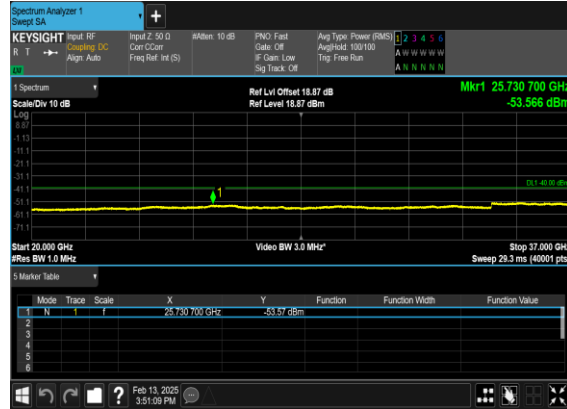 Spectrum Analyzer 1
Swept SA
+
KEYSIGHT
R T
LW
Input: RF
Coupling: DC
Align: Auto
Input Z: 50 Ω
Corr CCorr
Freq Ref: Int (S)
#Atten: 10 dB
PNO: Fast
Gate: Off
IF Gain: Low
Sig Track: Off
Avg Type: Power (RMS)
Avg|Hold: 100/100
Trig: Free Run
1 2 3 4 5 6
A W W W W W
A N N N N N
1 Spectrum
Scale/Div 10 dB
Ref Lvl Offset 18.87 dB
Ref Level 18.87 dBm
Mkr1 25.730 700 GHz
-53.566 dBm
Log
8.87
-1.13
-11.1
-21.1
-31.1
-41.1
-51.1
-61.1
-71.1
1
DL1 -40.00 dBm
Start 20.000 GHz
#Res BW 1.0 MHz
Video BW 3.0 MHz*
Stop 37.000 GHz
Sweep 29.3 ms (40001 pts)
5 Marker Table
Mode Trace Scale X Y Function Function Width Function Value
1 N 1 f 25.730 700 GHz -53.57 dBm
2
3
4
5
6
?
Feb 13, 2025
3:51:09 PM